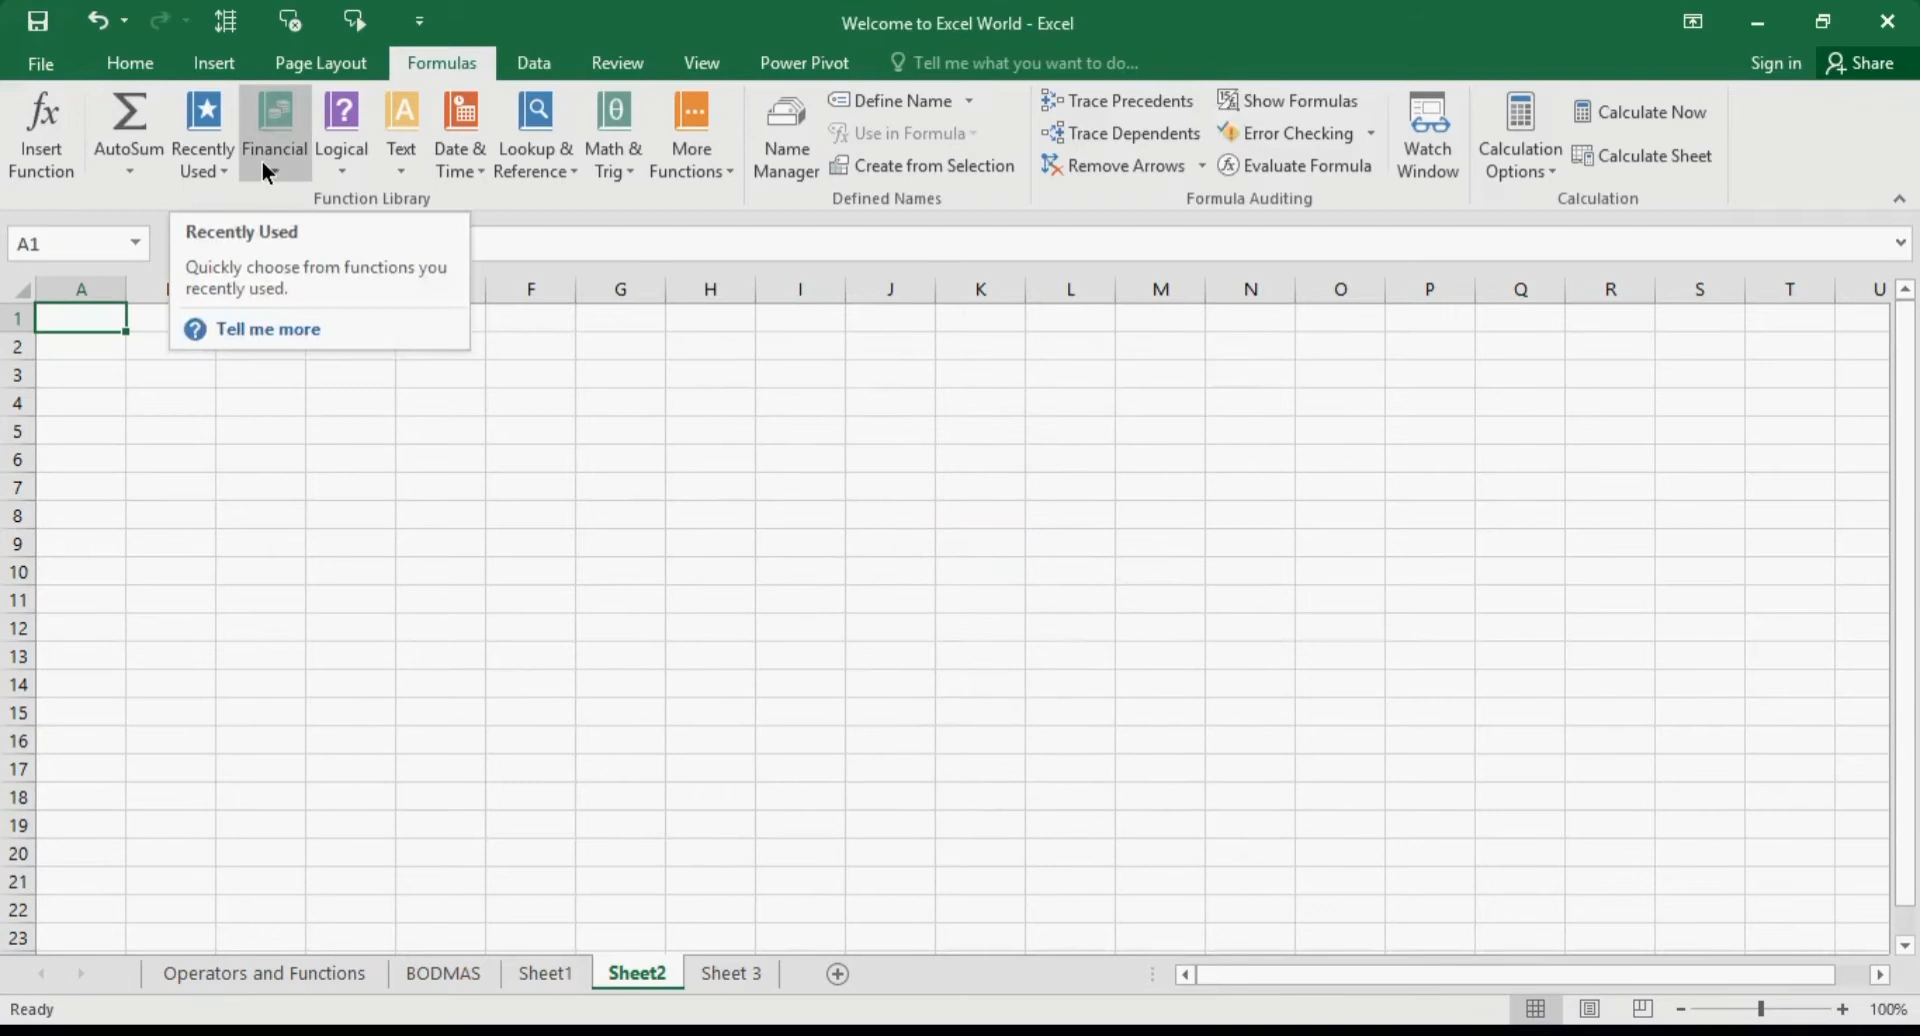 Welcome to Excel World - Excel
File Home Insert Page Layout Formulas Data Review View Power Pivot Tell me what you want to do... Sign in Share
fx Σ ? A θ
Insert Function
AutoSum
Recently Used
Financial
Logical
Text
Date & Time
Lookup & Reference
Math & Trig
More Functions
Function Library
Name Manager
Define Name
Use in Formula
Create from Selection
Defined Names
Trace Precedents
Trace Dependents
Remove Arrows
Show Formulas
Error Checking
Evaluate Formula
Watch Window
Formula Auditing
Calculation Options
Calculate Now
Calculate Sheet
Calculation
A1
Recently Used
Quickly choose from functions you
recently used.
? Tell me more
A F G H I J K L M N O P Q R S T U
1
2
3
4
5
6
7
8
9
10
11
12
13
14
15
16
17
18
19
20
21
22
23
Operators and Functions BODMAS Sheet1 Sheet2 Sheet 3
Ready 100%